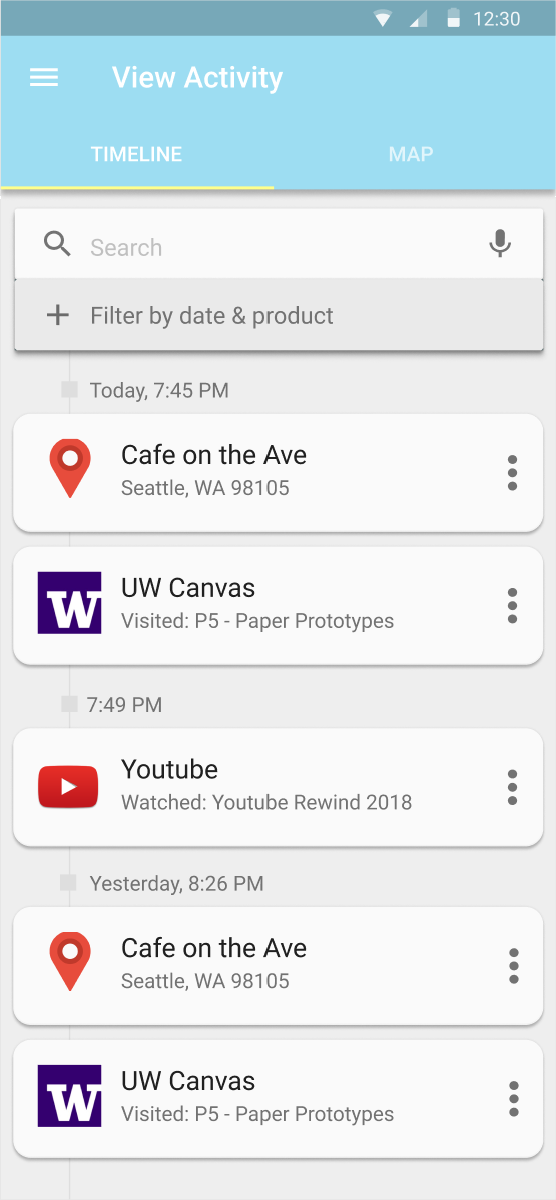 12:30
View Activity
TIMELINE MAP
Search
Filter by date & product
Today, 7:45 PM
Cafe on the Ave
Seattle, WA 98105
W
UW Canvas
Visited: P5 - Paper Prototypes
7:49 PM
Youtube
Watched: Youtube Rewind 2018
Yesterday, 8:26 PM
Cafe on the Ave
Seattle, WA 98105
W
UW Canvas
Visited: P5 - Paper Prototypes